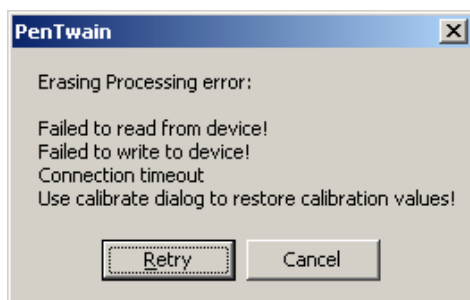 PenTwain
Erasing Processing error:
Failed to read from device!
Failed to write to device!
Connection timeout
Use calibrate dialog to restore calibration values!
Retry
Cancel